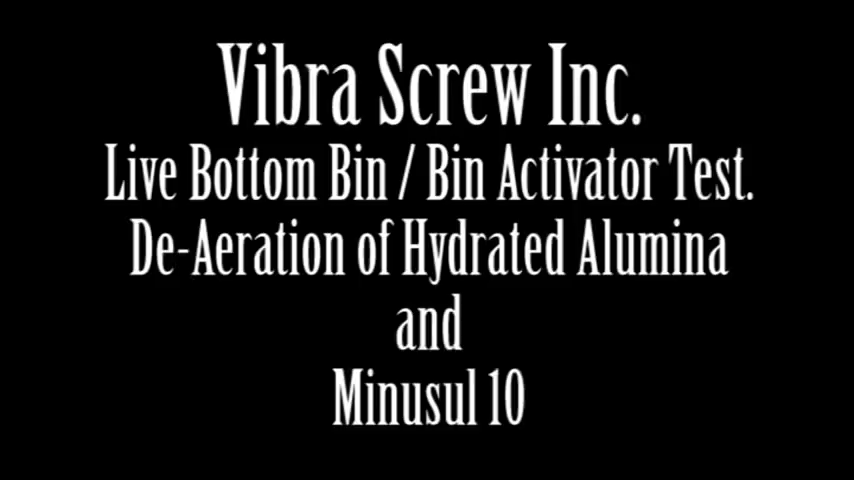 Vibra Screw Inc.
Live Bottom Bin / Bin Activator Test.
De-Aeration of Hydrated Alumina
and
Minusul 10